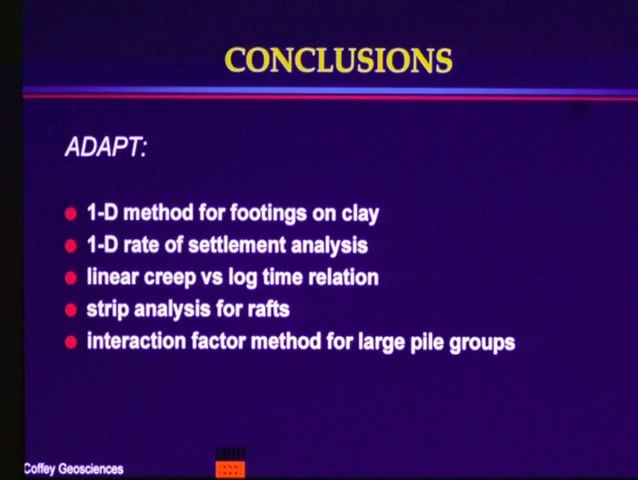 CONCLUSIONS
ADAPT:
1-D method for footings on clay
1-D rate of settlement analysis
linear creep vs log time relation
strip analysis for rafts
interaction factor method for large pile groups
Coffey Geosciences